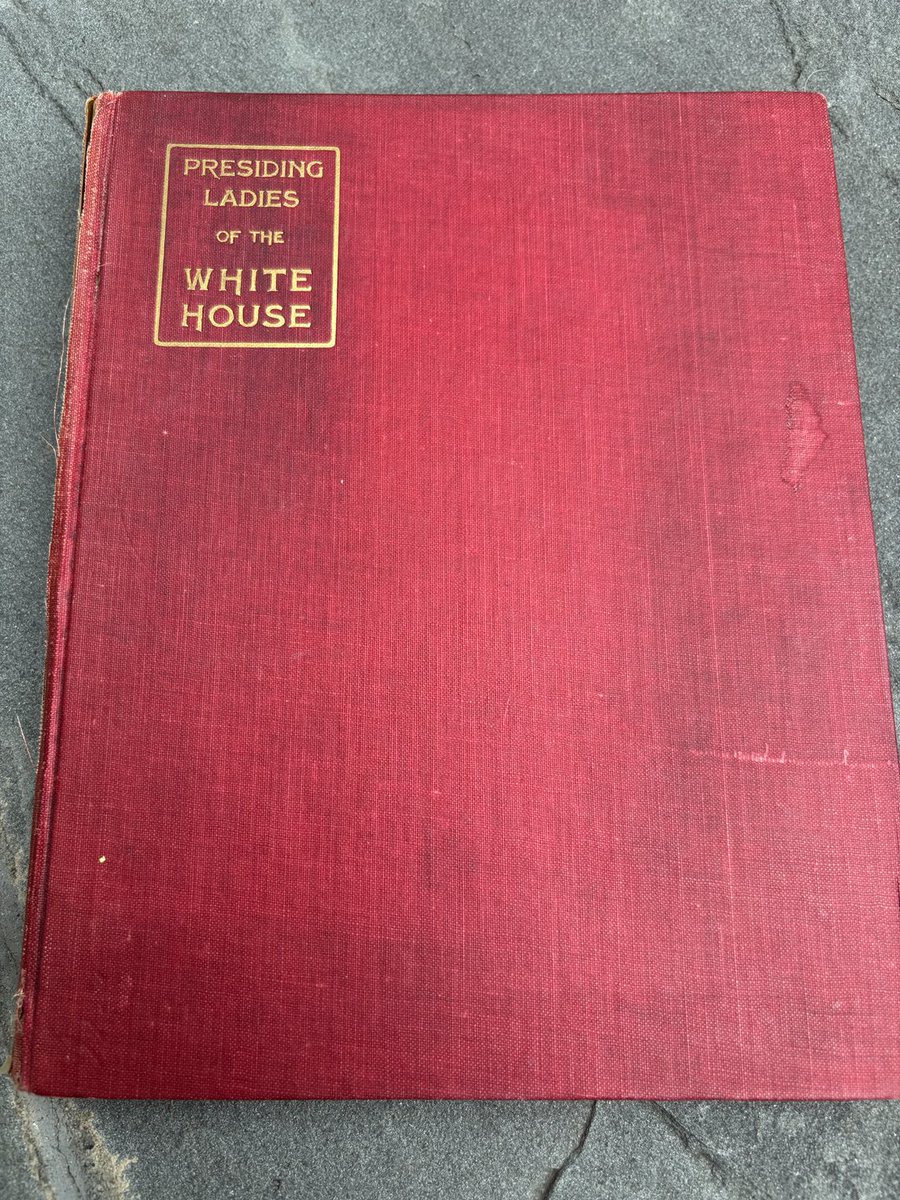 PRESIDING
LADIES
OF THE
WHITE
HOUSE